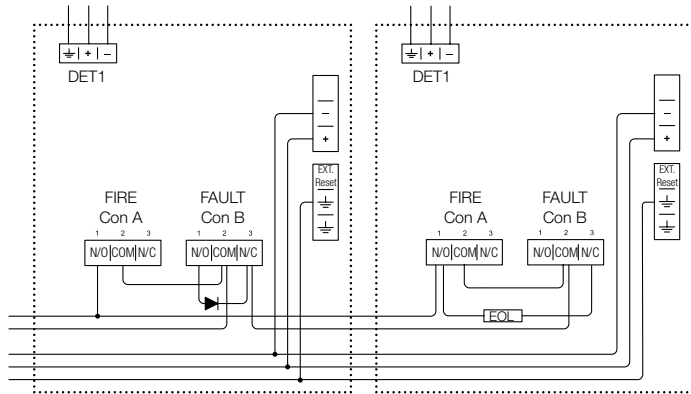 ⏚ + –
DET1
–
+
EXT.
Reset
⏚
⏚
FIRE
Con A
1 2 3
N/O COM N/C
FAULT
Con B
1 2 3
N/O COM N/C
⏚ + –
DET1
–
+
EXT.
Reset
⏚
⏚
FIRE
Con A
1 2 3
N/O COM N/C
FAULT
Con B
1 2 3
N/O COM N/C
EOL